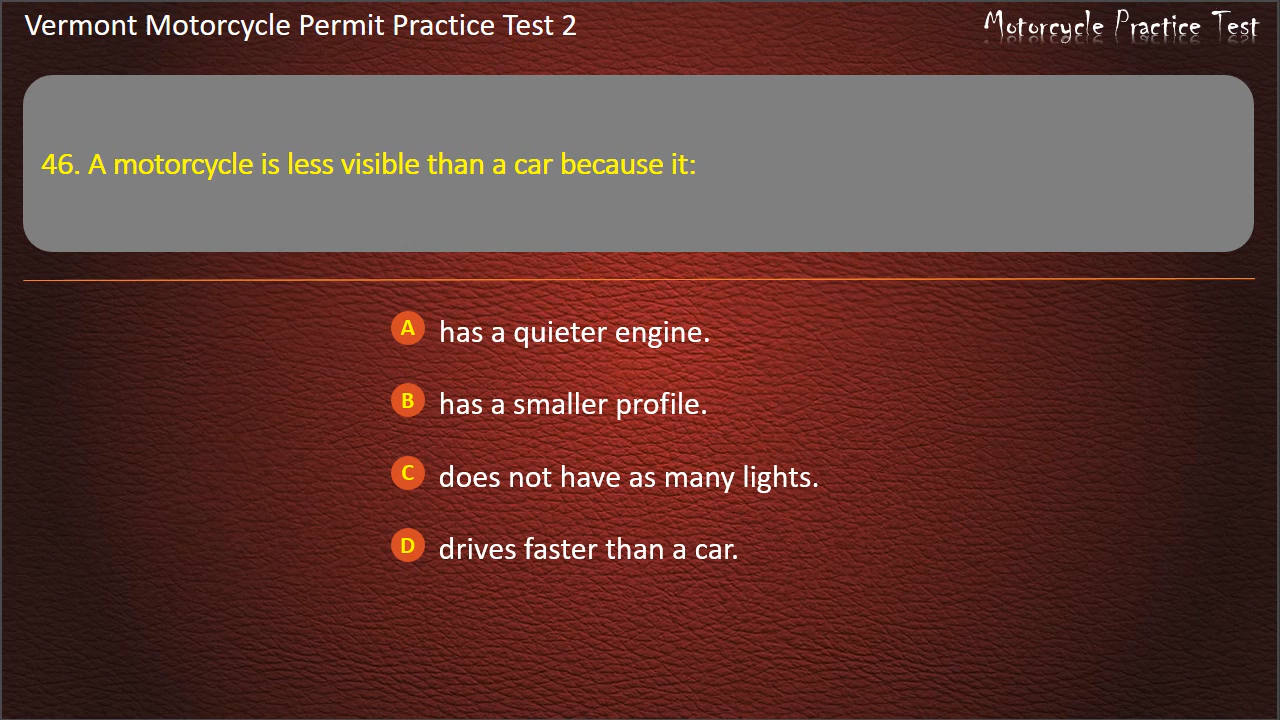 Vermont Motorcycle Permit Practice Test 2
Motorcycle Practice Test
46. A motorcycle is less visible than a car because it:
A has a quieter engine.
B has a smaller profile.
C does not have as many lights.
D drives faster than a car.